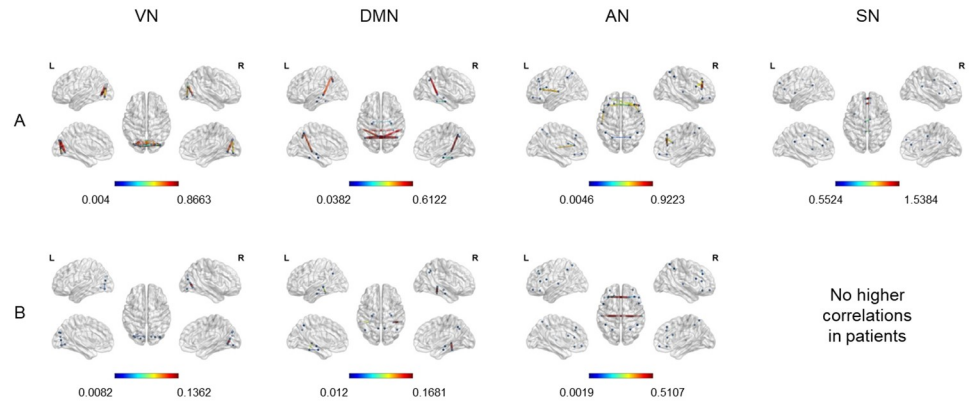 VN DMN AN SN
L R L R L R L R
A
0.004 0.8663 0.0382 0.6122 0.0046 0.9223 0.5524 1.5384
L R L R L R
B
No higher
correlations
in patients
0.0082 0.1362 0.012 0.1681 0.0019 0.5107